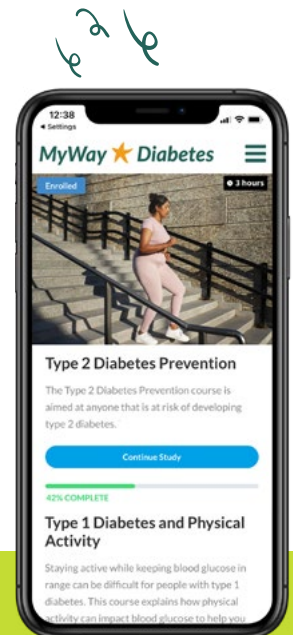 12:38
Settings
MyWay Diabetes
Enrolled
3 hours
Type 2 Diabetes Prevention
The Type 2 Diabetes Prevention course is
aimed at anyone that is at risk of developing
type 2 diabetes.
Continue Study
42% COMPLETE
Type 1 Diabetes and Physical
Activity
Staying active while keeping blood glucose in
range can be difficult for people with type 1
diabetes. This course explains how physical
activity can impact blood glucose to help you